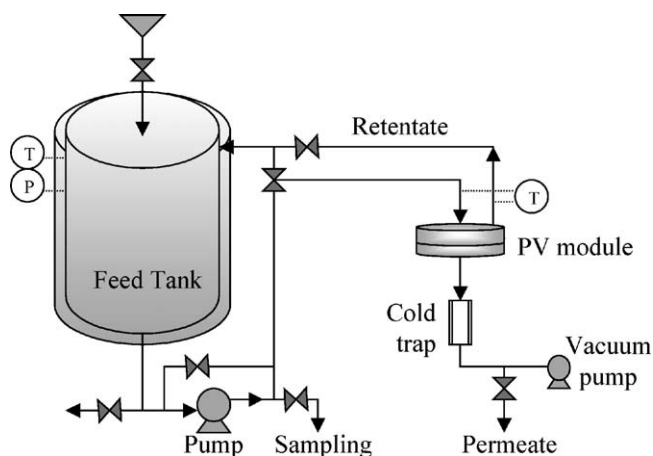 Retentate
T
P
T
PV module
Feed Tank
Cold
trap
Vacuum
pump
Pump
Sampling
Permeate